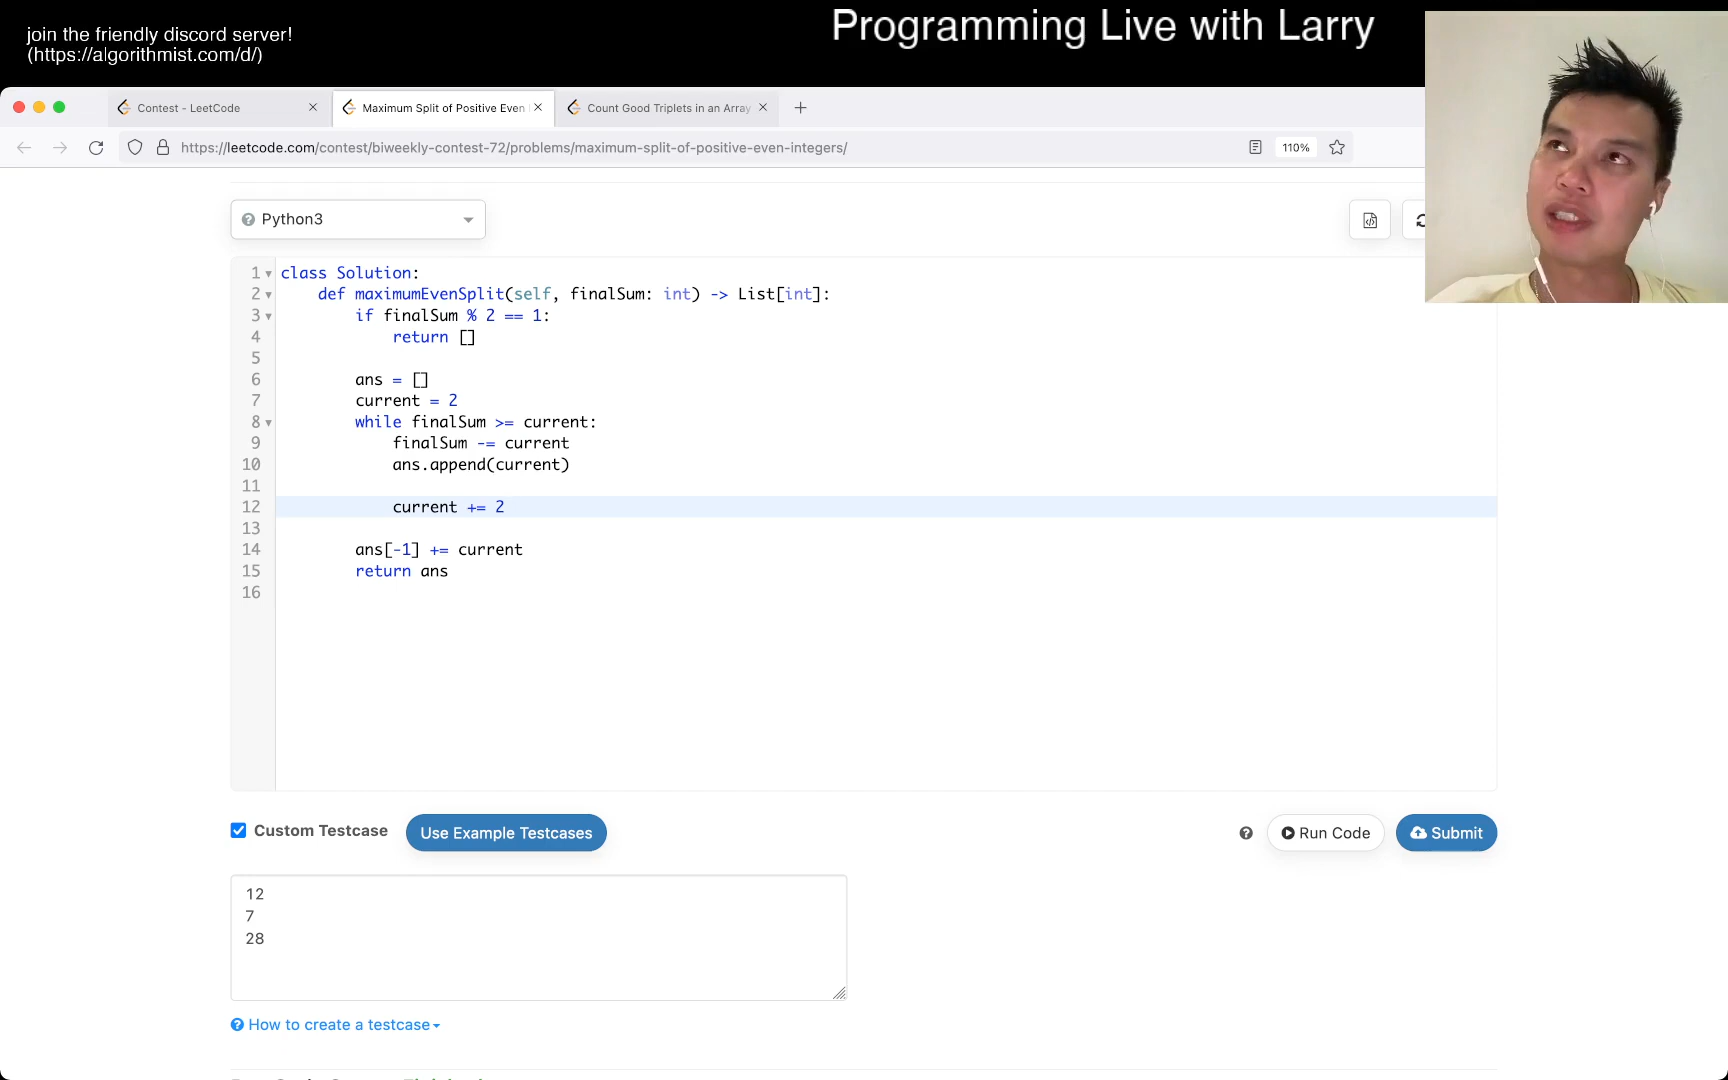 join the friendly discord server!
(https://algorithmist.com/d/)
Programming Live with Larry
Contest - LeetCode
Maximum Split of Positive Even
Count Good Triplets in an Array
https://leetcode.com/contest/biweekly-contest-72/problems/maximum-split-of-positive-even-integers/
110%
Python3
1 class Solution:
2     def maximumEvenSplit(self, finalSum: int) -> List[int]:
3         if finalSum % 2 == 1:
4             return []
5
6         ans = []
7         current = 2
8         while finalSum >= current:
9             finalSum -= current
10             ans.append(current)
11
12             current += 2
13
14         ans[-1] += current
15         return ans
16
Custom Testcase
Use Example Testcases
Run Code
Submit
12
7
28
How to create a testcase